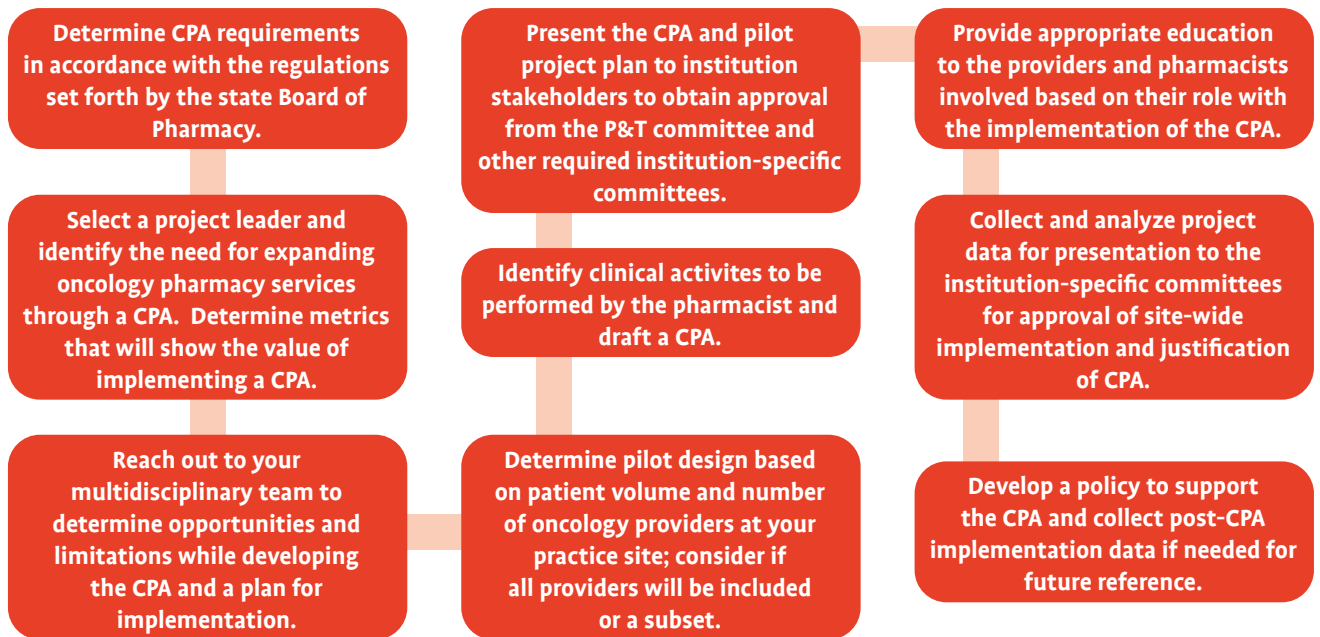 Determine CPA requirements
in accordance with the regulations
set forth by the state Board of
Pharmacy.
Select a project leader and
identify the need for expanding
oncology pharmacy services
through a CPA.  Determine metrics
that will show the value of
implementing a CPA.
Reach out to your
multidisciplinary team to
determine opportunities and
limitations while developing
the CPA and a plan for
implementation.
Determine pilot design based
on patient volume and number
of oncology providers at your
practice site; consider if
all providers will be included
or a subset.
Identify clinical activites to be
performed by the pharmacist and
draft a CPA.
Present the CPA and pilot
project plan to institution
stakeholders to obtain approval
from the P&T committee and
other required institution-specific
committees.
Provide appropriate education
to the providers and pharmacists
involved based on their role with
the implementation of the CPA.
Collect and analyze project
data for presentation to the
institution-specific committees
for approval of site-wide
implementation and justification
of CPA.
Develop a policy to support
the CPA and collect post-CPA
implementation data if needed for
future reference.